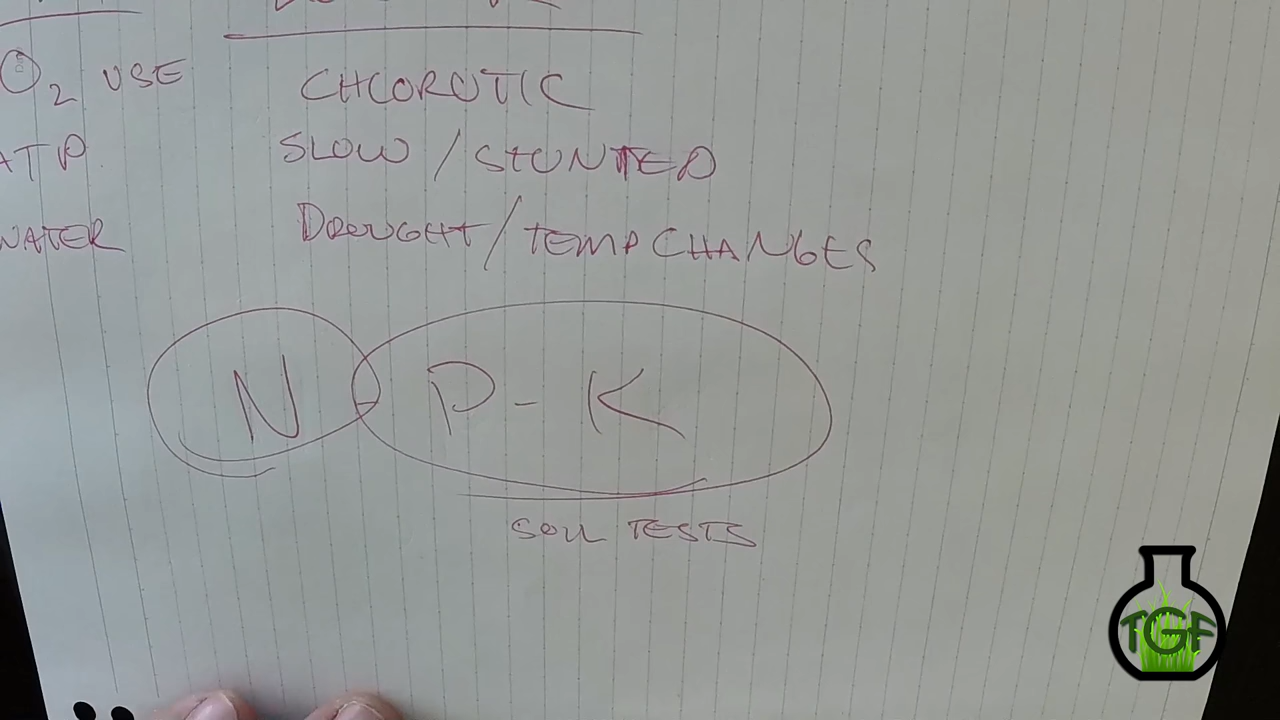 O2 USE CHLOROTIC
ATP SLOW / STUNTED
WATER DROUGHT / TEMP CHANGES
N - P - K
SOIL TESTS
TGF